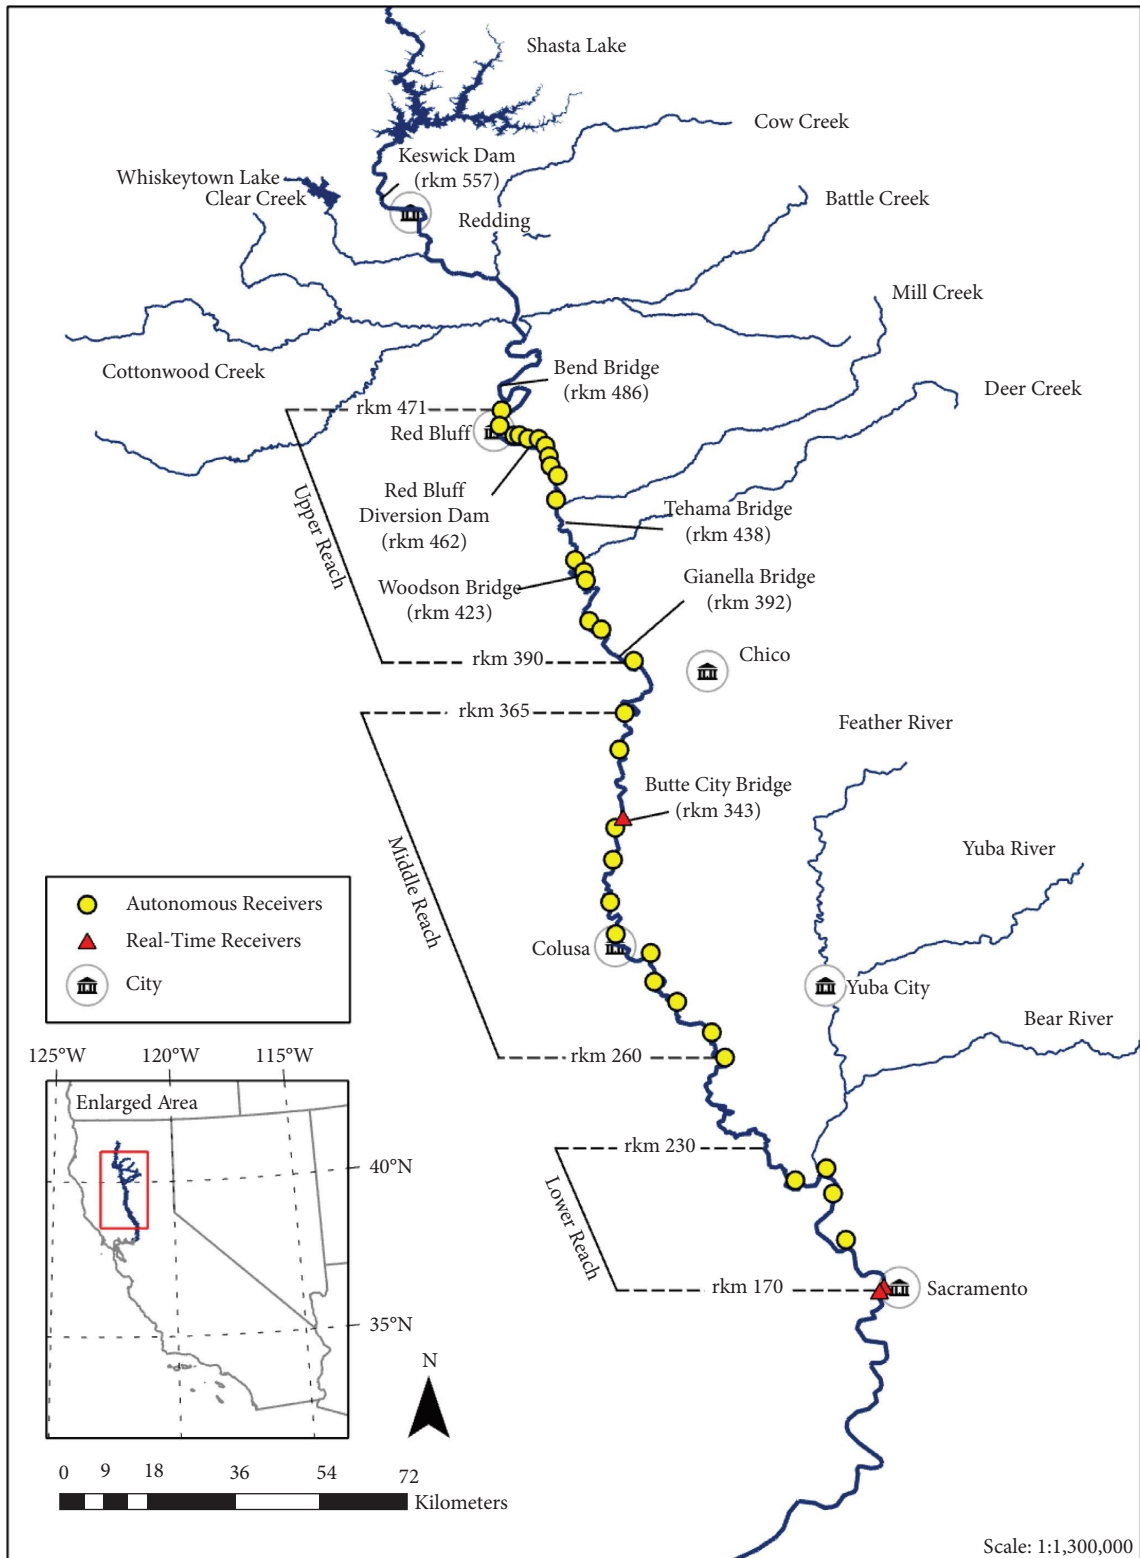 Shasta Lake
Cow Creek
Keswick Dam
(rkm 557)
Whiskeytown Lake
Clear Creek
Battle Creek
Redding
Mill Creek
Cottonwood Creek
Bend Bridge
(rkm 486)
Deer Creek
rkm 471
Red Bluff
Red Bluff
Diversion Dam
(rkm 462)
Upper Reach
Tehama Bridge
(rkm 438)
Woodson Bridge
(rkm 423)
Gianella Bridge
(rkm 392)
rkm 390
Chico
rkm 365
Feather River
Butte City Bridge
(rkm 343)
Middle Reach
Yuba River
Autonomous Receivers
Real-Time Receivers
City
Colusa
Yuba City
Bear River
rkm 260
125°W
120°W
115°W
Enlarged Area
40°N
35°N
rkm 230
Lower Reach
rkm 170
Sacramento
N
0
9
18
36
54
72
Kilometers
Scale: 1:1,300,000